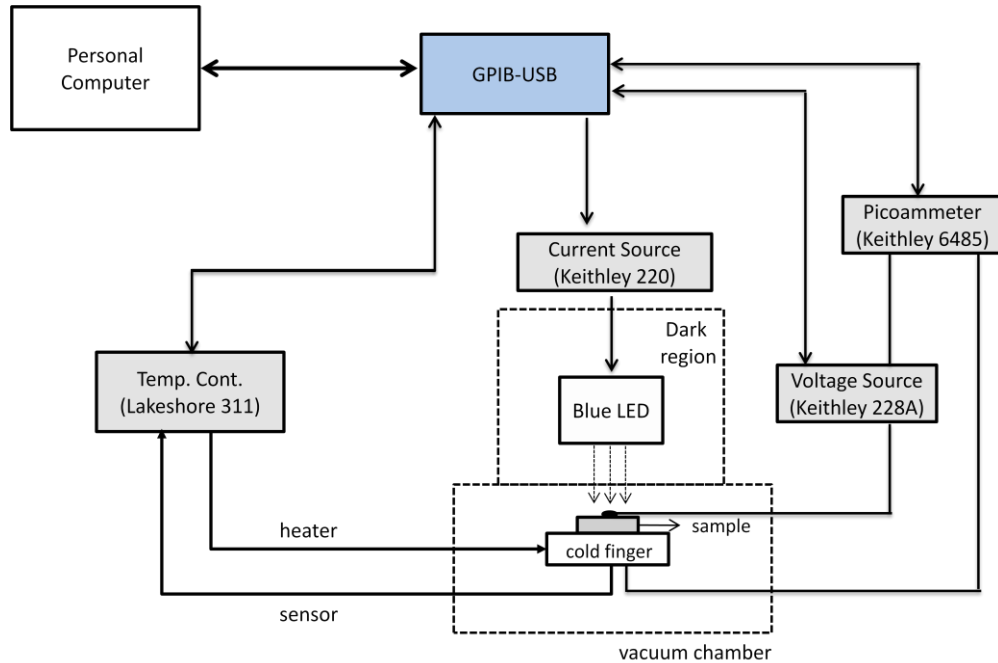 Personal
Computer
GPIB-USB
Picoammeter
(Keithley 6485)
Current Source
(Keithley 220)
Dark
region
Temp. Cont.
(Lakeshore 311)
Blue LED
Voltage Source
(Keithley 228A)
heater
sample
cold finger
sensor
vacuum chamber